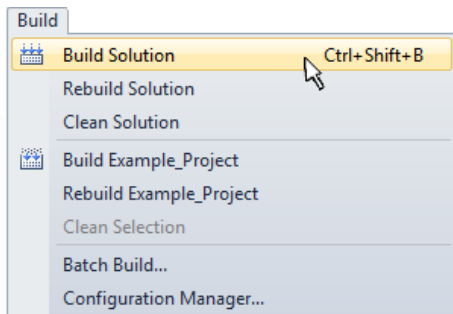 Build
Build Solution Ctrl+Shift+B
Rebuild Solution
Clean Solution
Build Example_Project
Rebuild Example_Project
Clean Selection
Batch Build...
Configuration Manager...